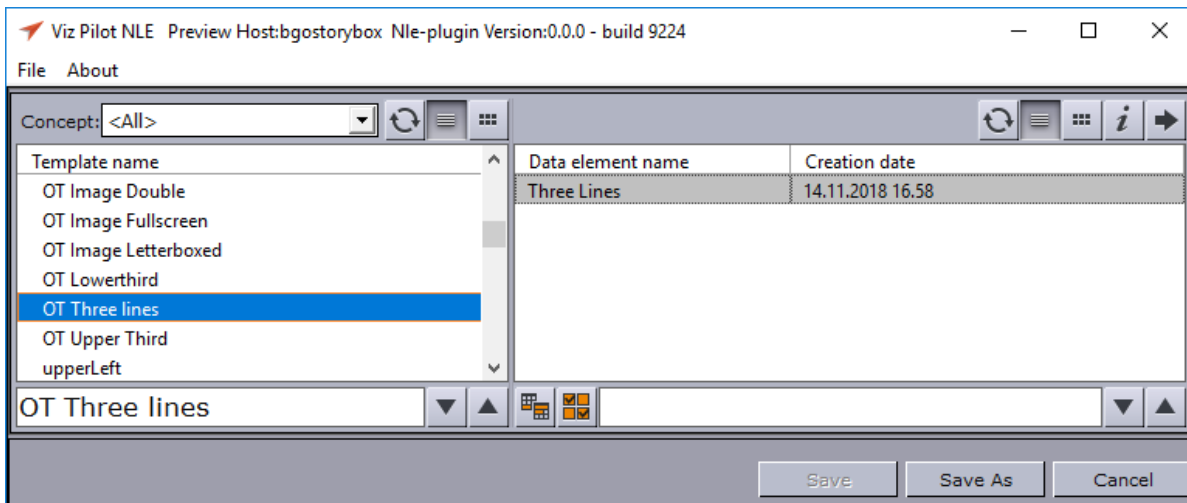 Viz Pilot NLE Preview Host:bgostorybox Nle-plugin Version:0.0.0 - build 9224
File About
Concept: <All>
i
Template name
OT Image Double
OT Image Fullscreen
OT Image Letterboxed
OT Lowerthird
OT Three lines
OT Upper Third
upperLeft
OT Three lines
Data element name Creation date
Three Lines 14.11.2018 16.58
Save Save As Cancel